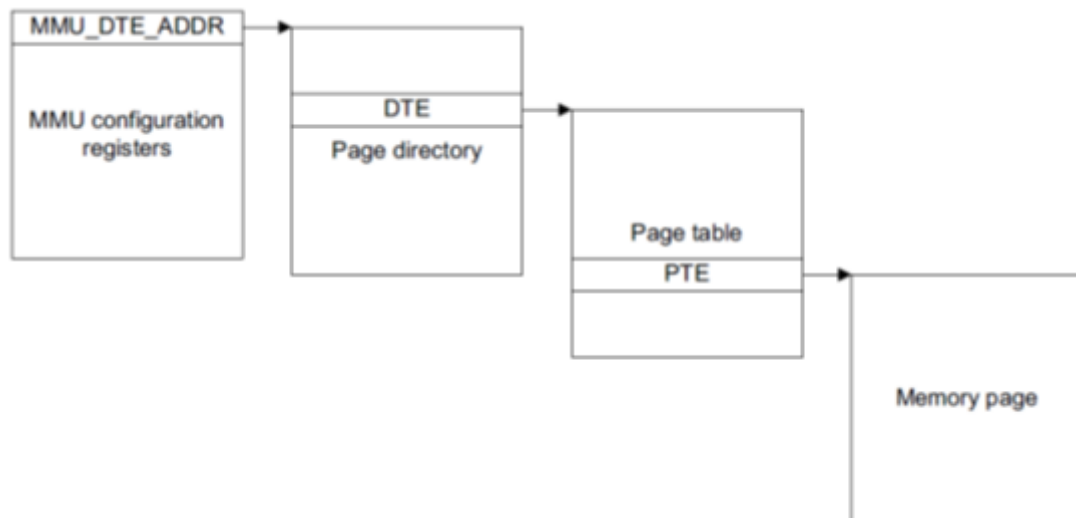 MMU_DTE_ADDR
MMU configuration
registers
DTE
Page directory
Page table
PTE
Memory page